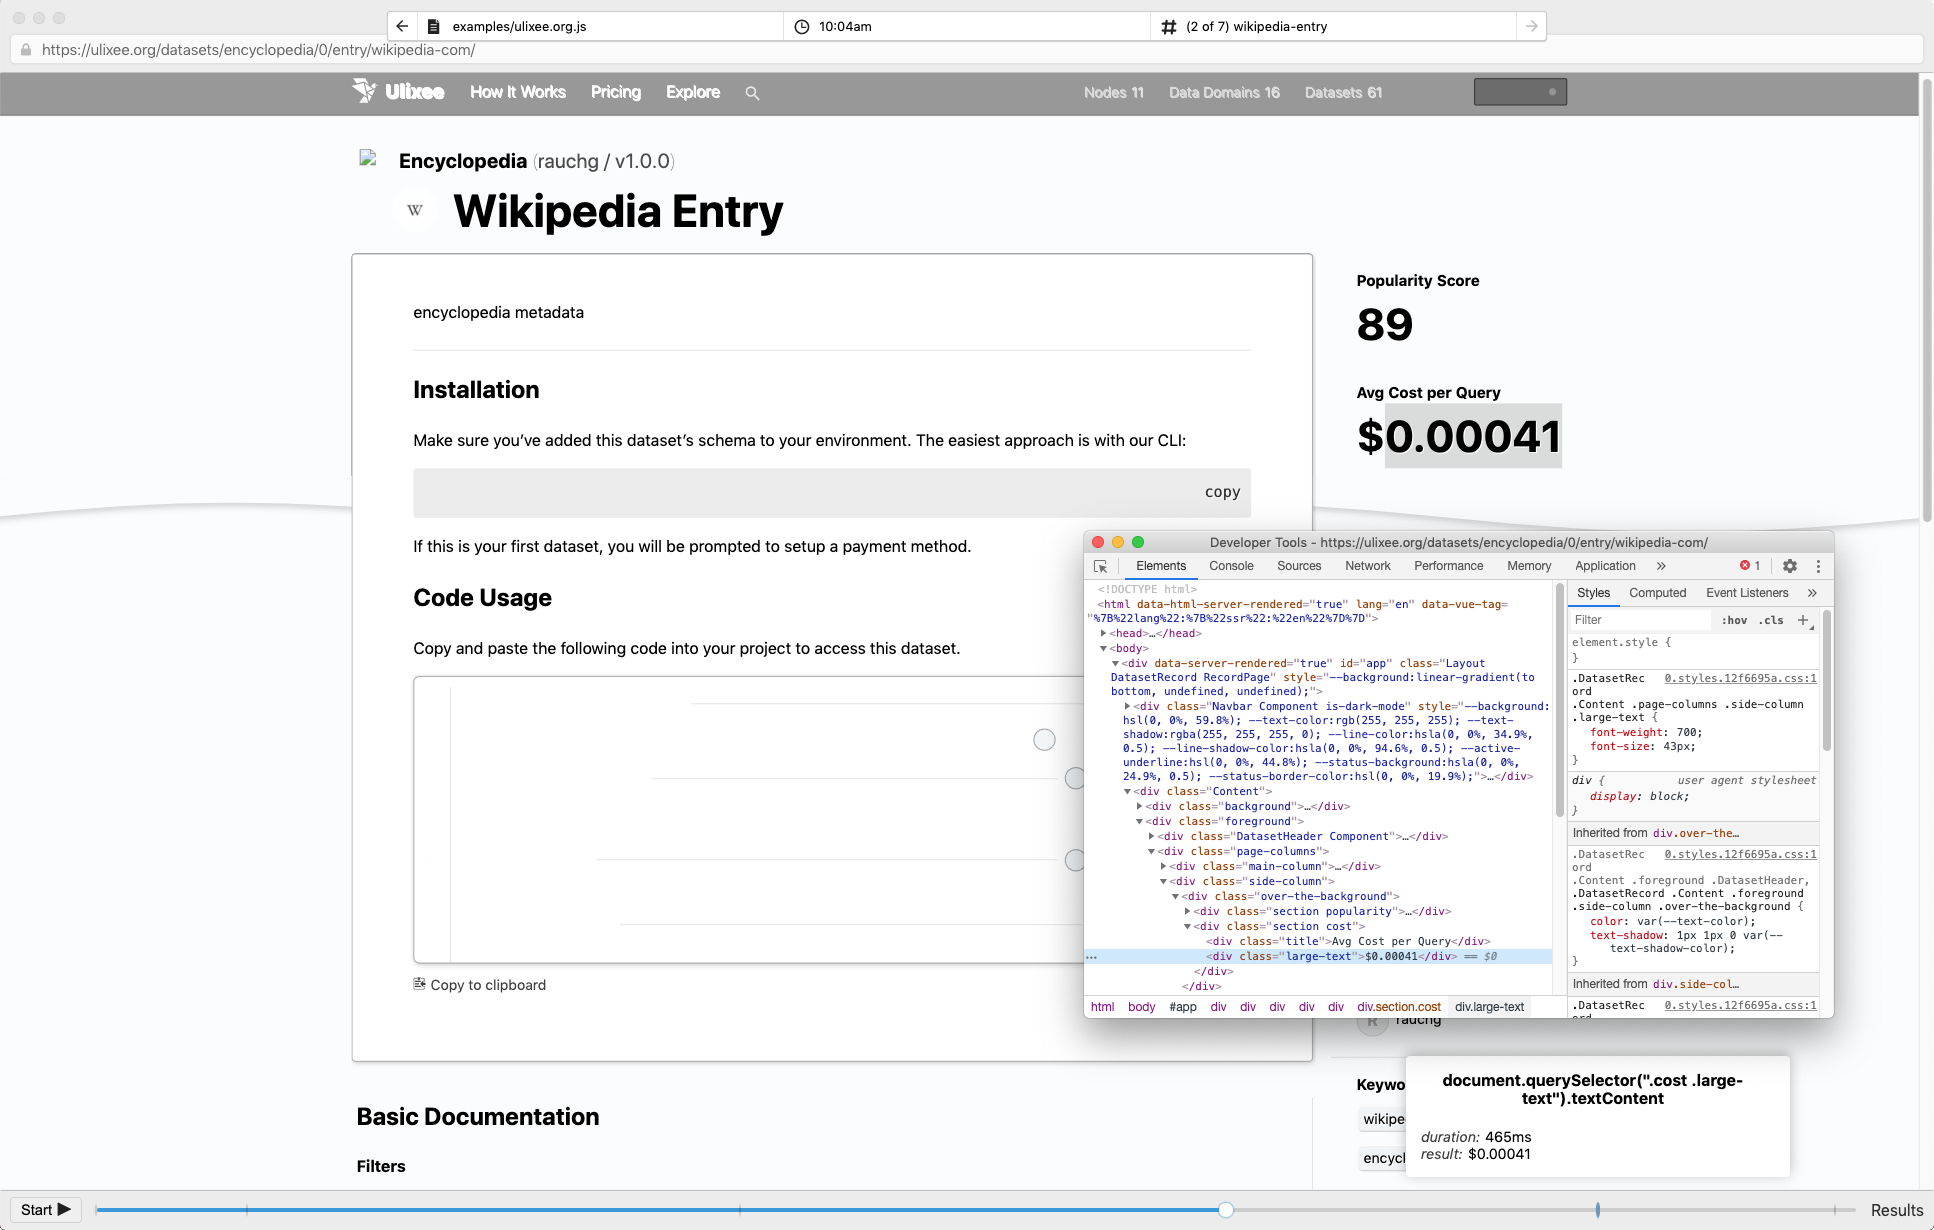 examples/ulixee.org.js
10:04am
(2 of 7) wikipedia-entry
https://ulixee.org/datasets/encyclopedia/0/entry/wikipedia-com/
Ulixee
How It Works
Pricing
Explore
Nodes 11
Data Domains 16
Datasets 61
Encyclopedia (rauchg / v1.0.0)
W
Wikipedia Entry
encyclopedia metadata
Installation
Make sure you’ve added this dataset’s schema to your environment. The easiest approach is with our CLI:
copy
If this is your first dataset, you will be prompted to setup a payment method.
Code Usage
Copy and paste the following code into your project to access this dataset.
Copy to clipboard
Basic Documentation
Filters
Popularity Score
89
Avg Cost per Query
$0.00041
Developer Tools - https://ulixee.org/datasets/encyclopedia/0/entry/wikipedia-com/
Elements
Console
Sources
Network
Performance
Memory
Application
»
1
<!DOCTYPE html>
<html data-html-server-rendered="true" lang="en" data-vue-tag=
"%7B%22lang%22:%7B%22ssr%22:%22en%22%7D%7D">
<head>…</head>
<body>
<div data-server-rendered="true" id="app" class="Layout
DatasetRecord RecordPage" style="--background:linear-gradient(to
bottom, undefined, undefined);">
<div class="Navbar Component is-dark-mode" style="--background:
hsl(0, 0%, 59.8%); --text-color:rgb(255, 255, 255); --text-
shadow:rgba(255, 255, 255, 0); --line-color:hsla(0, 0%, 34.9%,
0.5); --line-shadow-color:hsla(0, 0%, 94.6%, 0.5); --active-
underline:hsl(0, 0%, 44.8%); --status-background:hsla(0, 0%,
24.9%, 0.5); --status-border-color:hsl(0, 0%, 19.9%);">…</div>
<div class="Content">
<div class="background">…</div>
<div class="foreground">
<div class="DatasetHeader Component">…</div>
<div class="page-columns">
<div class="main-column">…</div>
<div class="side-column">
<div class="over-the-background">
<div class="section popularity">…</div>
<div class="section cost">
<div class="title">Avg Cost per Query</div>
… <div class="large-text">$0.00041</div> == $0
</div>
</div>
html body #app div div div div div div.section.cost div.large-text
Styles
Computed
Event Listeners
»
Filter
:hov .cls +
element.style {
}
.DatasetRec 0.styles.12f6695a.css:1
ord
.Content .page-columns .side-column
.large-text {
font-weight: 700;
font-size: 43px;
}
div { user agent stylesheet
display: block;
}
Inherited from div.over-the…
.DatasetRec 0.styles.12f6695a.css:1
ord
.Content .foreground .DatasetHeader,
.DatasetRecord .Content .foreground
.side-column .over-the-background {
color: var(--text-color);
text-shadow: 1px 1px 0 var(--
text-shadow-color);
}
Inherited from div.side-col…
.DatasetRec 0.styles.12f6695a.css:1
ord
R
rauchg
Keywo
wikipe
encycl
document.querySelector(".cost .large-
text").textContent
duration: 465ms
result: $0.00041
Start
Results